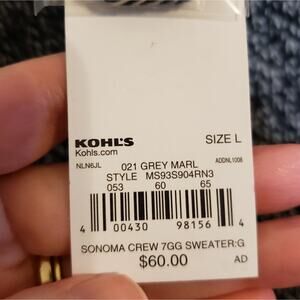 KOHL'S SIZE L
Kohls.com
NLN6JL ADDNL1008
021 GREY MARL
STYLE MS93S904RN3
053 60 65
4 00430 98156 4
SONOMA CREW 7GG SWEATER:G
$60.00 AD